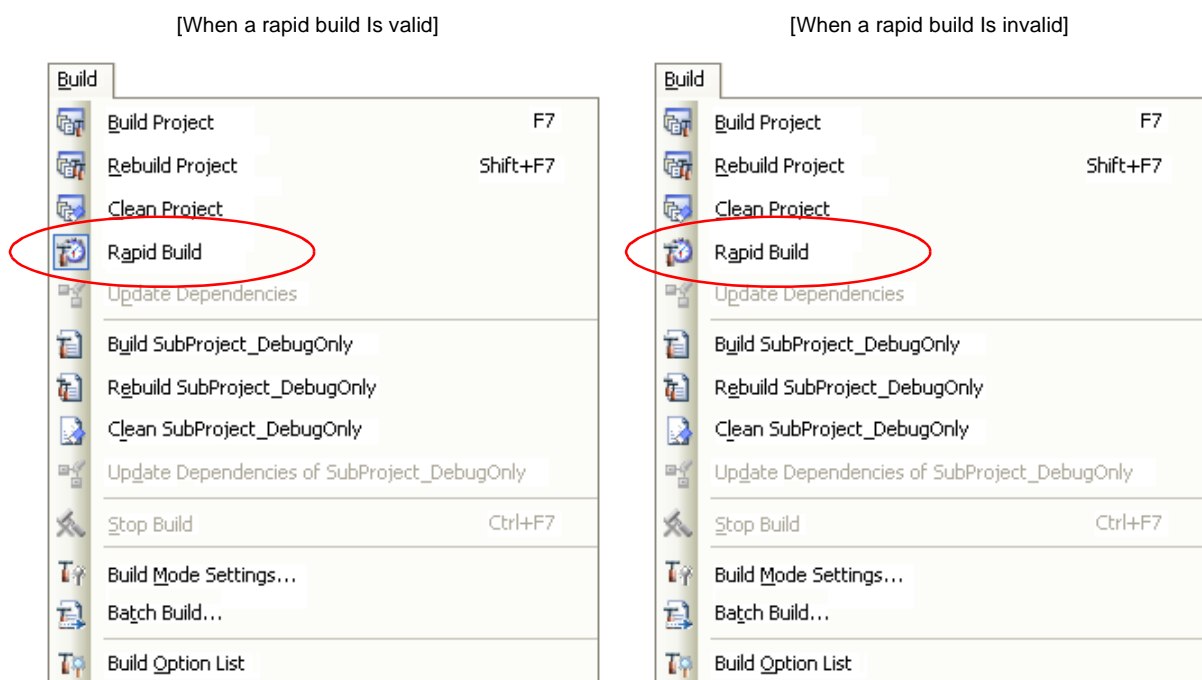 [When a rapid build Is valid]
Build
Build Project F7
Rebuild Project Shift+F7
Clean Project
Rapid Build
Update Dependencies
Build SubProject_DebugOnly
Rebuild SubProject_DebugOnly
Clean SubProject_DebugOnly
Update Dependencies of SubProject_DebugOnly
Stop Build Ctrl+F7
Build Mode Settings...
Batch Build...
Build Option List
[When a rapid build Is invalid]
Build
Build Project F7
Rebuild Project Shift+F7
Clean Project
Rapid Build
Update Dependencies
Build SubProject_DebugOnly
Rebuild SubProject_DebugOnly
Clean SubProject_DebugOnly
Update Dependencies of SubProject_DebugOnly
Stop Build Ctrl+F7
Build Mode Settings...
Batch Build...
Build Option List